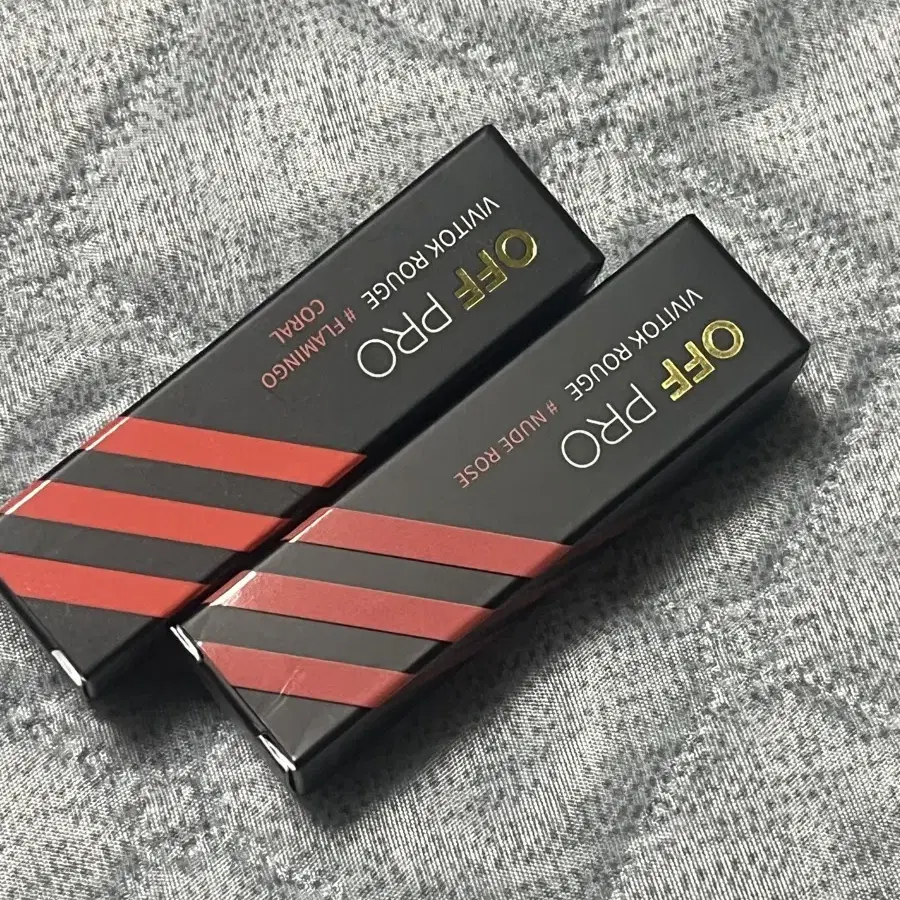 OFF PRO
VIVITOK ROUGE
# FLAMINGO
CORAL
OFF PRO
VIVITOK ROUGE
# NUDE ROSE